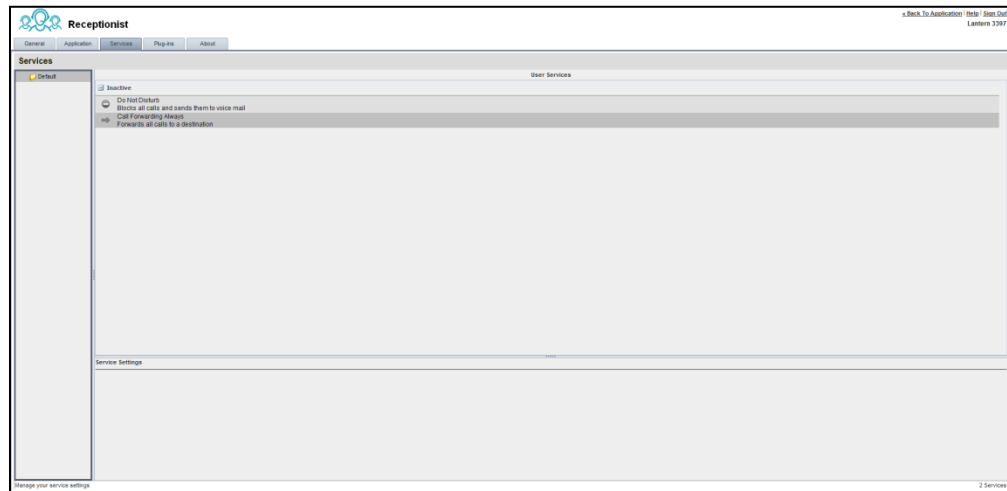 Receptionist
« Back To Application | Help | Sign Out
Lantern 3397
General Application Services Plug-ins About
Services
Default
User Services
Inactive
Do Not Disturb
Blocks all calls and sends them to voice mail
Call Forwarding Always
Forwards all calls to a destination
Service Settings
Manage your service settings
2 Services